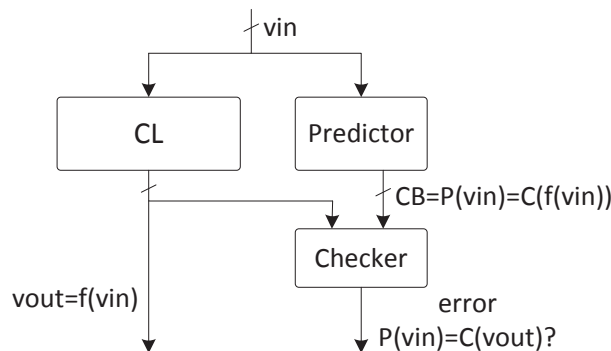 vin
CL
Predictor
CB=P(vin)=C(f(vin))
Checker
vout=f(vin)
error
P(vin)=C(vout)?